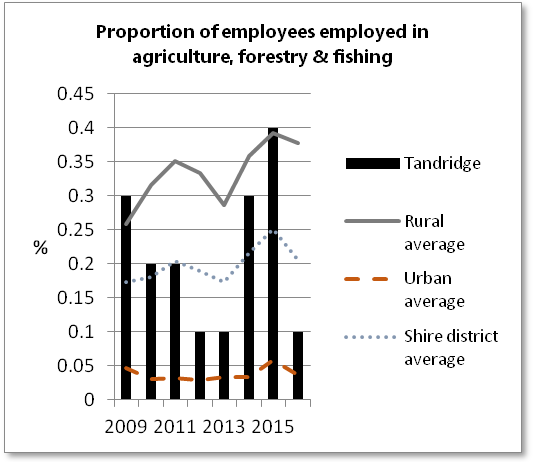 Proportion of employees employed in
agriculture, forestry & fishing
0.45
0.4
0.35
0.3
0.25
0.2
0.15
0.1
0.05
0
%
2009 2011 2013 2015
Tandridge
Rural
average
Urban
average
Shire district
average